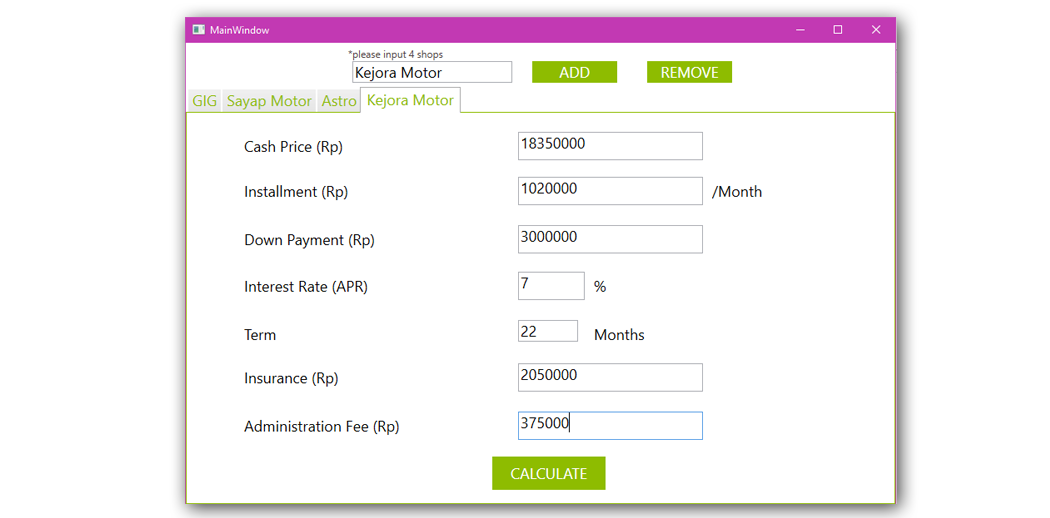 MainWindow
*please input 4 shops
Kejora Motor ADD REMOVE
GIG Sayap Motor Astro Kejora Motor
Cash Price (Rp) 18350000
Installment (Rp) 1020000 /Month
Down Payment (Rp) 3000000
Interest Rate (APR) 7 %
Term 22 Months
Insurance (Rp) 2050000
Administration Fee (Rp) 375000
CALCULATE